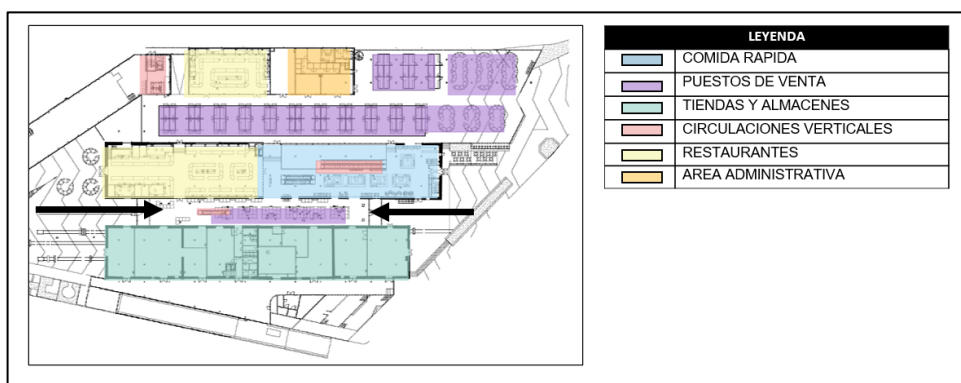 LEYENDA
COMIDA RAPIDA
PUESTOS DE VENTA
TIENDAS Y ALMACENES
CIRCULACIONES VERTICALES
RESTAURANTES
AREA ADMINISTRATIVA